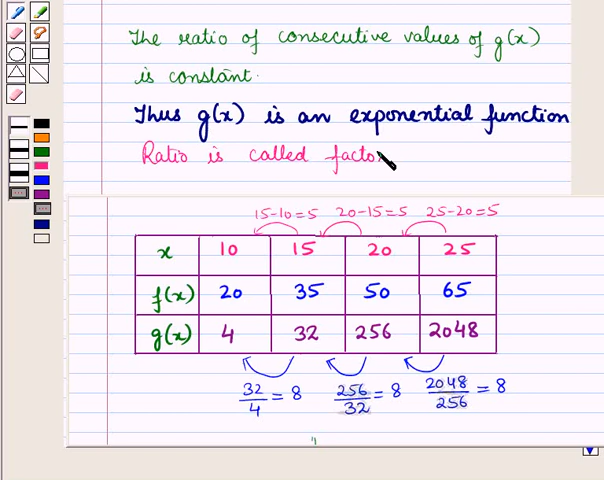 The ratio of consecutive values of g(x)
is constant.
Thus g(x) is an exponential function
Ratio is called facto
15-10=5 20-15=5 25-20=5
x 10 15 20 25
f(x) 20 35 50 65
g(x) 4 32 256 2048
32/4 = 8 256/32 = 8 2048/256 = 8